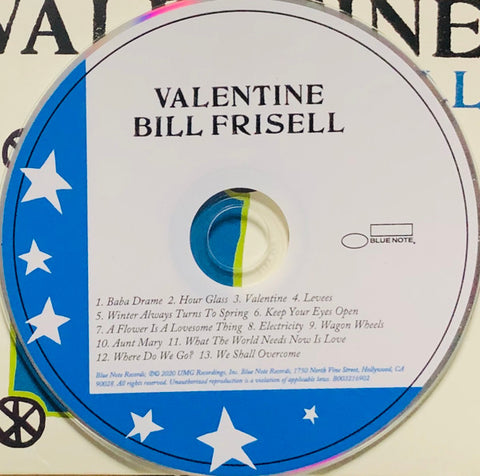 VALENTINE
L
VALENTINE
BILL FRISELL
BLUE NOTE
1. Baba Drame 2. Hour Glass 3. Valentine 4. Levees
5. Winter Always Turns To Spring 6. Keep Your Eyes Open
7. A Flower Is A Lovesome Thing 8. Electricity 9. Wagon Wheels
10. Aunt Mary 11. What The World Needs Now Is Love
12. Where Do We Go? 13. We Shall Overcome
Blue Note Records; ℗© 2020 UMG Recordings, Inc. Blue Note Records, 1750 North Vine Street, Hollywood, CA
90028. All rights reserved. Unauthorized reproduction is a violation of applicable laws. B003216902